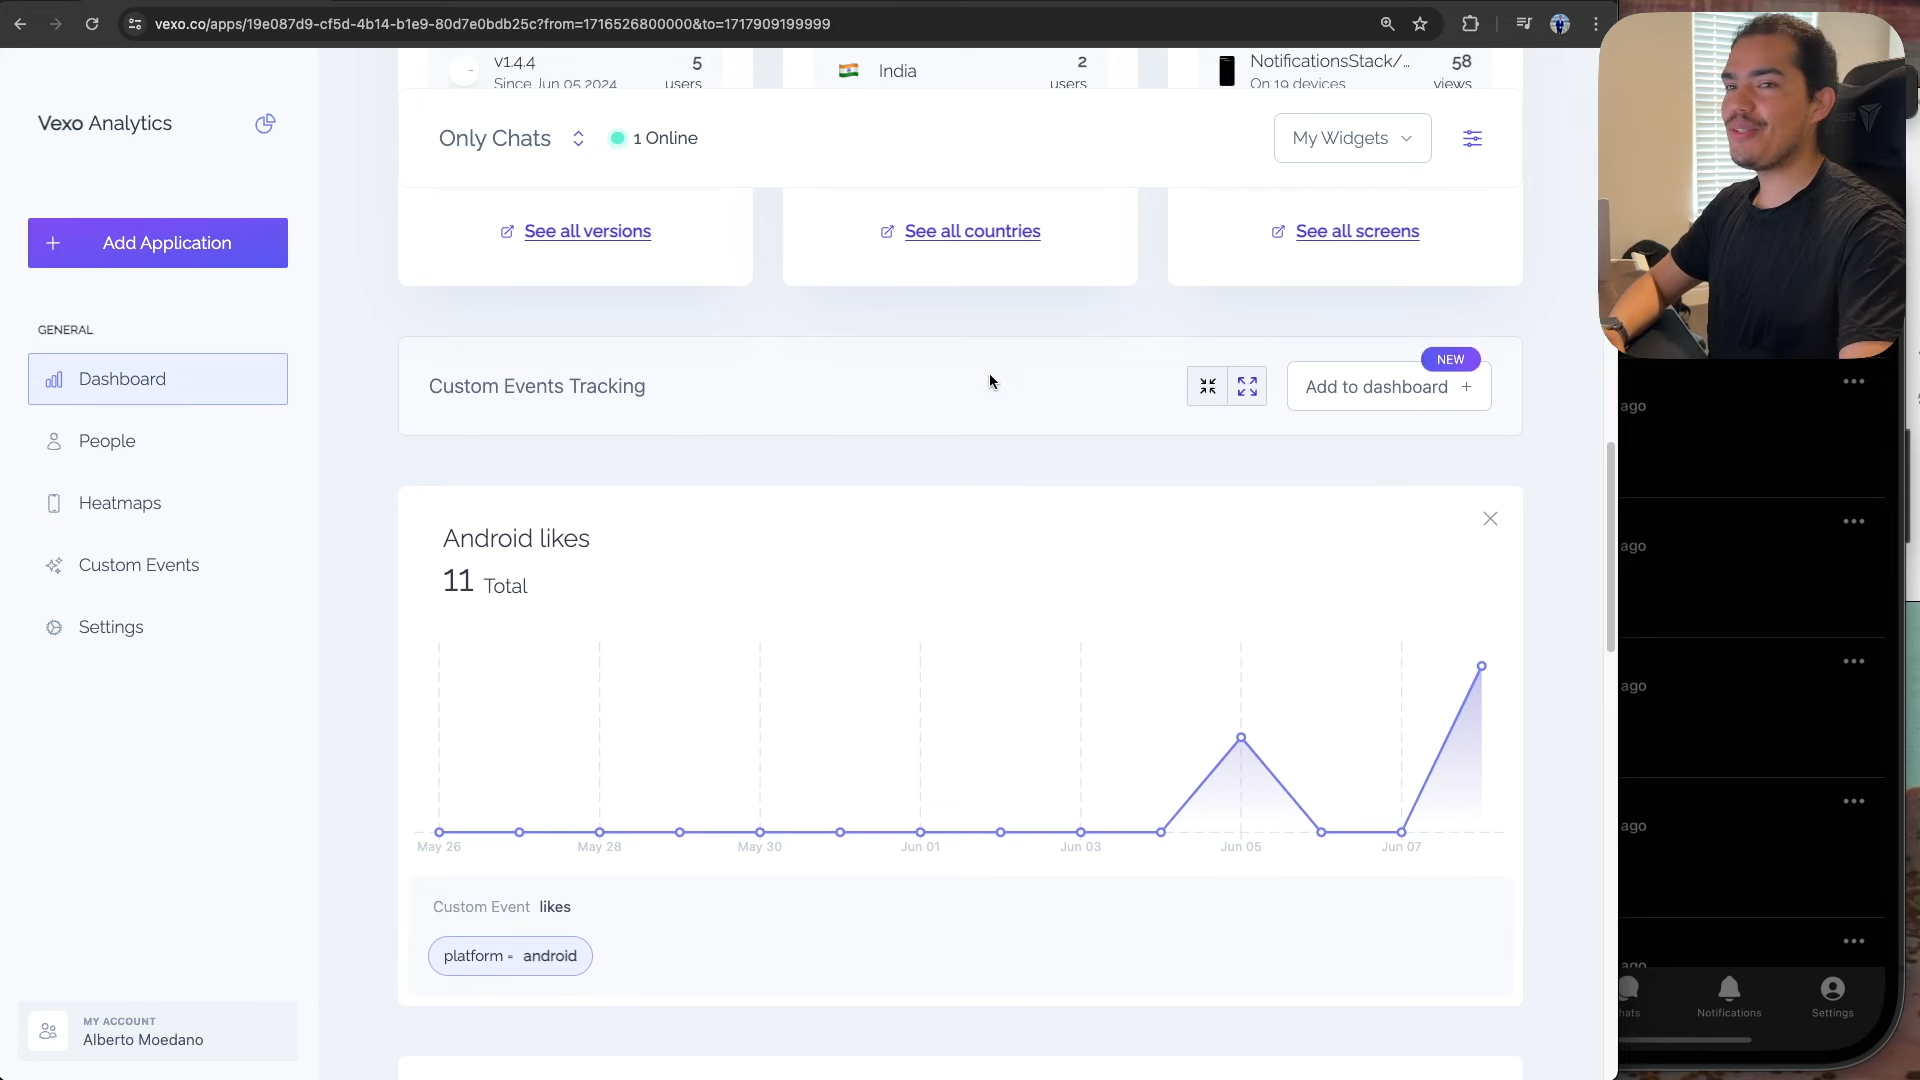 vexo.co/apps/19e087d9-cf5d-4b14-b1e9-80d7e0bdb25c?from=1716526800000&to=1717909199999
v1.4.4
Since Jun 05 2024
5
users
India
2
users
NotificationsStack/...
On 19 devices
58
views
Vexo Analytics
Only Chats
1 Online
My Widgets
+ Add Application
See all versions
See all countries
See all screens
GENERAL
Dashboard
People
Heatmaps
Custom Events
Settings
Custom Events Tracking
NEW
Add to dashboard +
Android likes
11 Total
May 26
May 28
May 30
Jun 01
Jun 03
Jun 05
Jun 07
Custom Event likes
platform = android
MY ACCOUNT
Alberto Moedano
ago
ago
ago
ago
ago
hats
Notifications
Settings